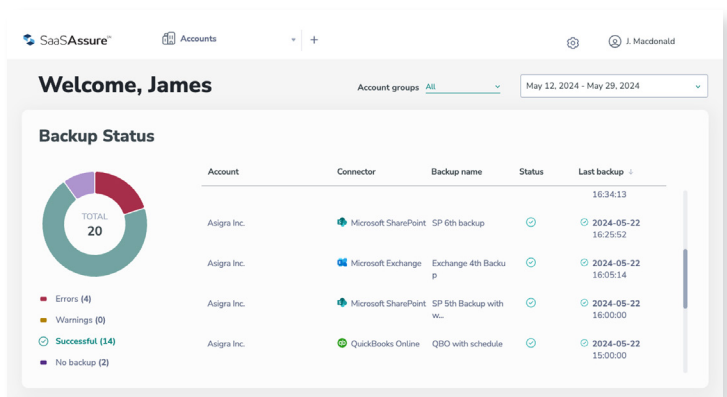 SaaSAssure™
Accounts
+
J. Macdonald
Welcome, James
Account groups All
May 12, 2024 - May 29, 2024
Backup Status
TOTAL
20
Errors (4)
Warnings (0)
Successful (14)
No backup (2)
Account Connector Backup name Status Last backup ↓
16:34:13
Asigra Inc. Microsoft SharePoint SP 6th backup 2024-05-22
16:25:52
Asigra Inc. Microsoft Exchange Exchange 4th Backu 2024-05-22
p 16:05:14
Asigra Inc. Microsoft SharePoint SP 5th Backup with 2024-05-22
w... 16:00:00
Asigra Inc. qb QuickBooks Online QBO with schedule 2024-05-22
15:00:00